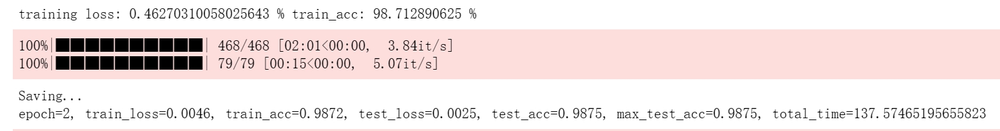 training loss: 0.46270310058025643 % train_acc: 98.712890625 %
100%|██████████| 468/468 [02:01<00:00,  3.84it/s]
100%|██████████| 79/79 [00:15<00:00,  5.07it/s]
Saving...
epoch=2, train_loss=0.0046, train_acc=0.9872, test_loss=0.0025, test_acc=0.9875, max_test_acc=0.9875, total_time=137.57465195655823